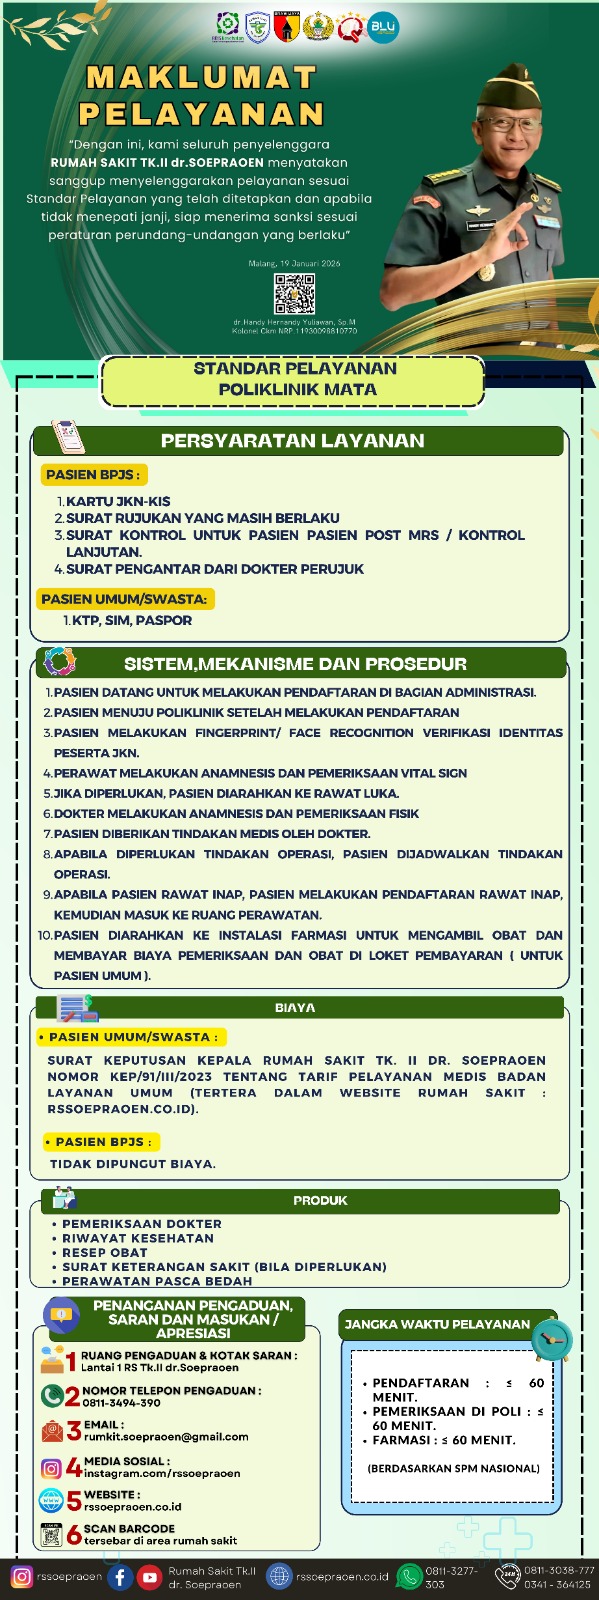 BPJS Kesehatan
BRAWIJAYA
BLU
MAKLUMAT
PELAYANAN
"Dengan ini, kami seluruh penyelenggara
RUMAH SAKIT TK.II dr.SOEPRAOEN menyatakan
sanggup menyelenggarakan pelayanan sesuai
Standar Pelayanan yang telah ditetapkan dan apabila
tidak menepati janji, siap menerima sanksi sesuai
peraturan perundang-undangan yang berlaku"
Malang, 19 Januari 2026
dr.Handy Hernandy Yuliawan, Sp.M
Kolonel Ckm NRP.11930098810770
STANDAR PELAYANAN
POLIKLINIK MATA
PERSYARATAN LAYANAN
PASIEN BPJS :
1. KARTU JKN-KIS
2. SURAT RUJUKAN YANG MASIH BERLAKU
3. SURAT KONTROL UNTUK PASIEN PASIEN POST MRS / KONTROL
LANJUTAN.
4. SURAT PENGANTAR DARI DOKTER PERUJUK
PASIEN UMUM/SWASTA:
1. KTP, SIM, PASPOR
SISTEM,MEKANISME DAN PROSEDUR
1. PASIEN DATANG UNTUK MELAKUKAN PENDAFTARAN DI BAGIAN ADMINISTRASI.
2. PASIEN MENUJU POLIKLINIK SETELAH MELAKUKAN PENDAFTARAN
3. PASIEN MELAKUKAN FINGERPRINT/ FACE RECOGNITION VERIFIKASI IDENTITAS
PESERTA JKN.
4. PERAWAT MELAKUKAN ANAMNESIS DAN PEMERIKSAAN VITAL SIGN
5. JIKA DIPERLUKAN, PASIEN DIARAHKAN KE RAWAT LUKA.
6. DOKTER MELAKUKAN ANAMNESIS DAN PEMERIKSAAN FISIK
7. PASIEN DIBERIKAN TINDAKAN MEDIS OLEH DOKTER.
8. APABILA DIPERLUKAN TINDAKAN OPERASI, PASIEN DIJADWALKAN TINDAKAN
OPERASI.
9. APABILA PASIEN RAWAT INAP, PASIEN MELAKUKAN PENDAFTARAN RAWAT INAP,
KEMUDIAN MASUK KE RUANG PERAWATAN.
10. PASIEN DIARAHKAN KE INSTALASI FARMASI UNTUK MENGAMBIL OBAT DAN
MEMBAYAR BIAYA PEMERIKSAAN DAN OBAT DI LOKET PEMBAYARAN ( UNTUK
PASIEN UMUM ).
BIAYA
• PASIEN UMUM/SWASTA :
SURAT KEPUTUSAN KEPALA RUMAH SAKIT TK. II DR. SOEPRAOEN
NOMOR KEP/91/III/2023 TENTANG TARIF PELAYANAN MEDIS BADAN
LAYANAN UMUM (TERTERA DALAM WEBSITE RUMAH SAKIT :
RSSOEPRAOEN.CO.ID).
• PASIEN BPJS :
TIDAK DIPUNGUT BIAYA.
PRODUK
• PEMERIKSAAN DOKTER
• RIWAYAT KESEHATAN
• RESEP OBAT
• SURAT KETERANGAN SAKIT (BILA DIPERLUKAN)
• PERAWATAN PASCA BEDAH
PENANGANAN PENGADUAN,
SARAN DAN MASUKAN /
APRESIASI
1 RUANG PENGADUAN & KOTAK SARAN :
Lantai 1 RS Tk.II dr.Soepraoen
2 NOMOR TELEPON PENGADUAN :
0811-3494-390
3 EMAIL :
rumkit.soepraoen@gmail.com
4 MEDIA SOSIAL :
instagram.com/rssoepraoen
5 WEBSITE :
rssoepraoen.co.id
6 SCAN BARCODE
tersebar di area rumah sakit
JANGKA WAKTU PELAYANAN
• PENDAFTARAN : ≤ 60
MENIT.
• PEMERIKSAAN DI POLI : ≤
60 MENIT.
• FARMASI : ≤ 60 MENIT.
(BERDASARKAN SPM NASIONAL)
rssoepraoen
Rumah Sakit Tk.II
dr. Soepraoen
rssoepraoen.co.id
0811-3277-
303
24H
0811-3038-777
0341 - 364125